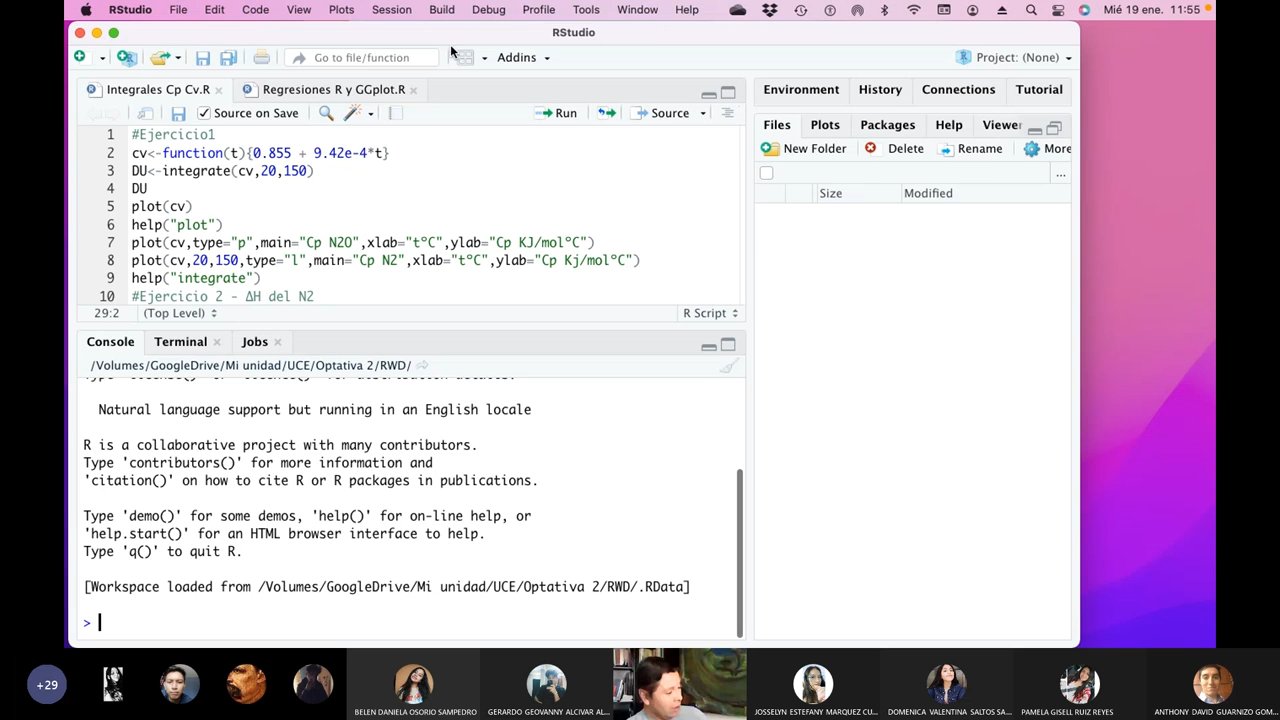 RStudio File Edit Code View Plots Session Build Debug Profile Tools Window Help Mié 19 ene. 11:55
RStudio
Go to file/function Addins Project: (None)
Integrales Cp Cv.R Regresiones R y GGplot.R
Source on Save Run Source
1 #Ejercicio1
2 cv<-function(t){0.855 + 9.42e-4*t}
3 DU<-integrate(cv,20,150)
4 DU
5 plot(cv)
6 help("plot")
7 plot(cv,type="p",main="Cp N2O",xlab="t°C",ylab="Cp KJ/mol°C")
8 plot(cv,20,150,type="l",main="Cp N2",xlab="t°C",ylab="Cp Kj/mol°C")
9 help("integrate")
10 #Ejercicio 2 - ΔH del N2
29:2 (Top Level) R Script
Console Terminal Jobs
/Volumes/GoogleDrive/Mi unidad/UCE/Optativa 2/RWD/
Natural language support but running in an English locale
R is a collaborative project with many contributors.
Type 'contributors()' for more information and
'citation()' on how to cite R or R packages in publications.
Type 'demo()' for some demos, 'help()' for on-line help, or
'help.start()' for an HTML browser interface to help.
Type 'q()' to quit R.
[Workspace loaded from /Volumes/GoogleDrive/Mi unidad/UCE/Optativa 2/RWD/.RData]
>
Environment History Connections Tutorial
Files Plots Packages Help Viewer
New Folder Delete Rename More
...
Size Modified
+29
BELEN DANIELA OSORIO SAMPEDRO
GERARDO GEOVANNY ALCIVAR AL...
JOSSELYN ESTEFANY MARQUEZ CU...
DOMENICA VALENTINA SALTOS SA...
PAMELA GISELL RUIZ REYES
ANTHONY DAVID GUARNIZO GOM...